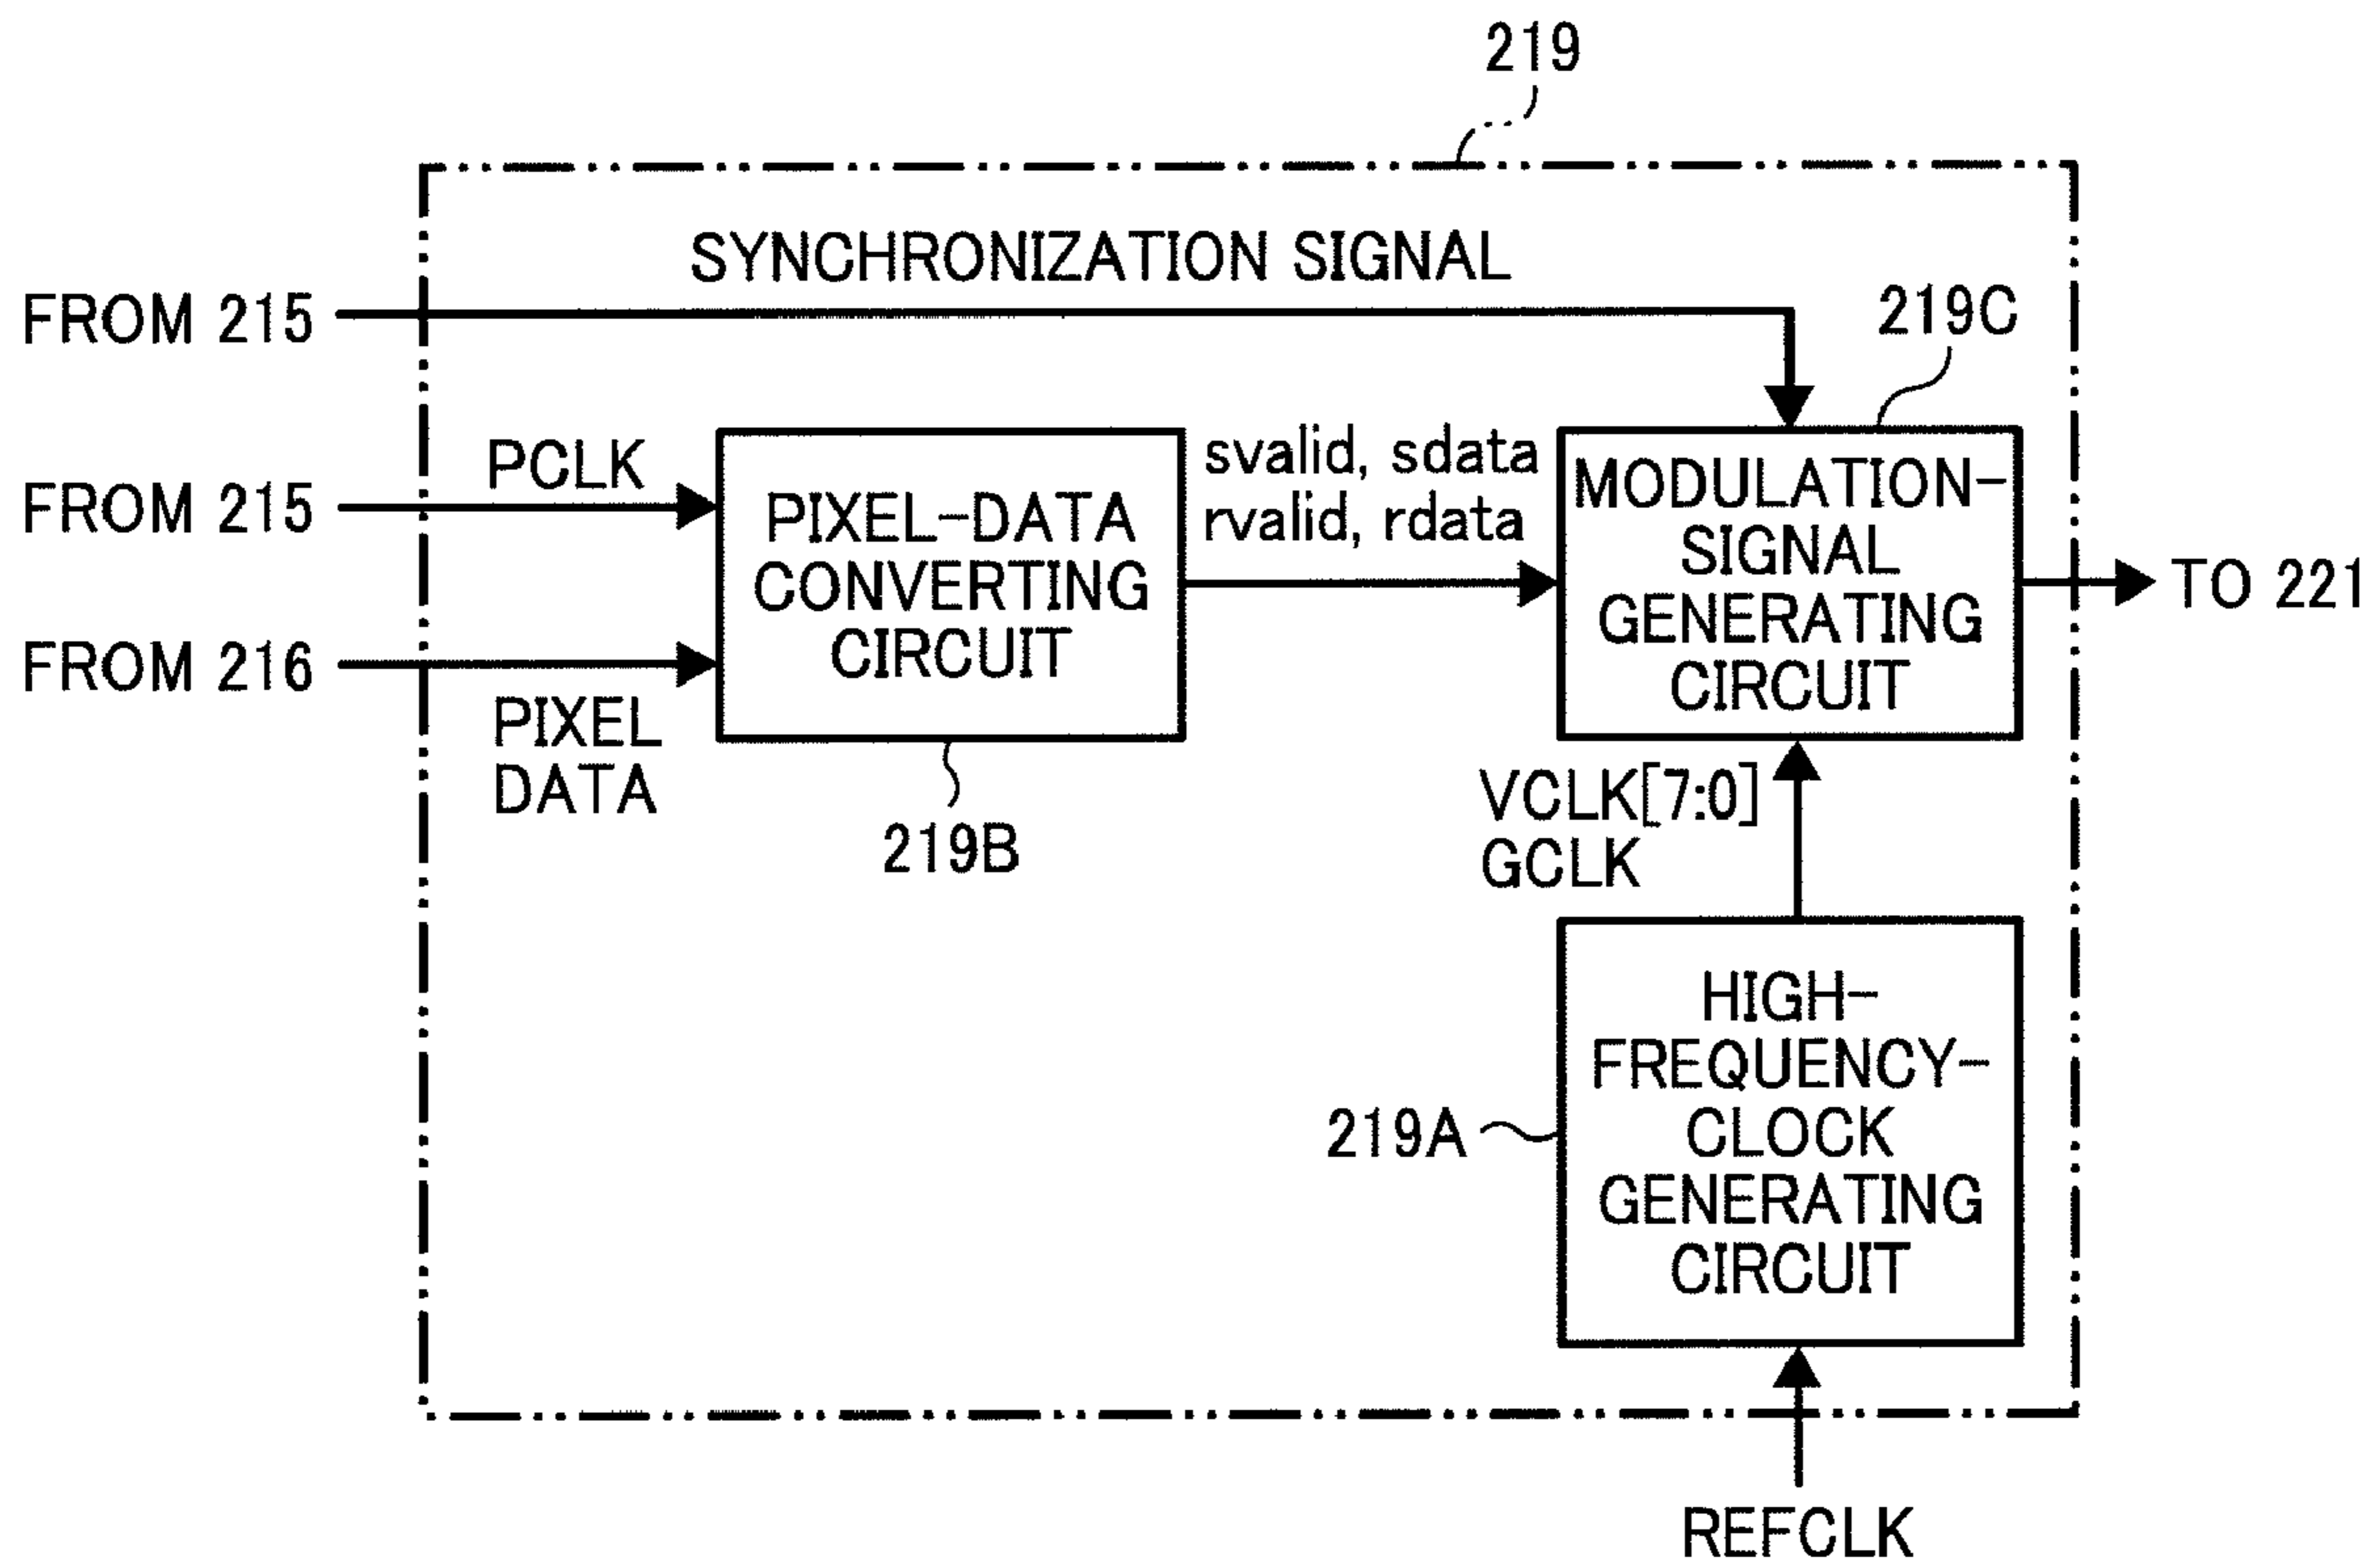 219
SYNCHRONIZATION SIGNAL
FROM 215
219C
PCLK
FROM 215
svalid, sdata
rvalid, rdata
PIXEL-DATA
CONVERTING
CIRCUIT
MODULATION-
SIGNAL
GENERATING
CIRCUIT
TO 221
FROM 216
PIXEL
DATA
219B
VCLK[7:0]
GCLK
219A
HIGH-
FREQUENCY-
CLOCK
GENERATING
CIRCUIT
REFCLK